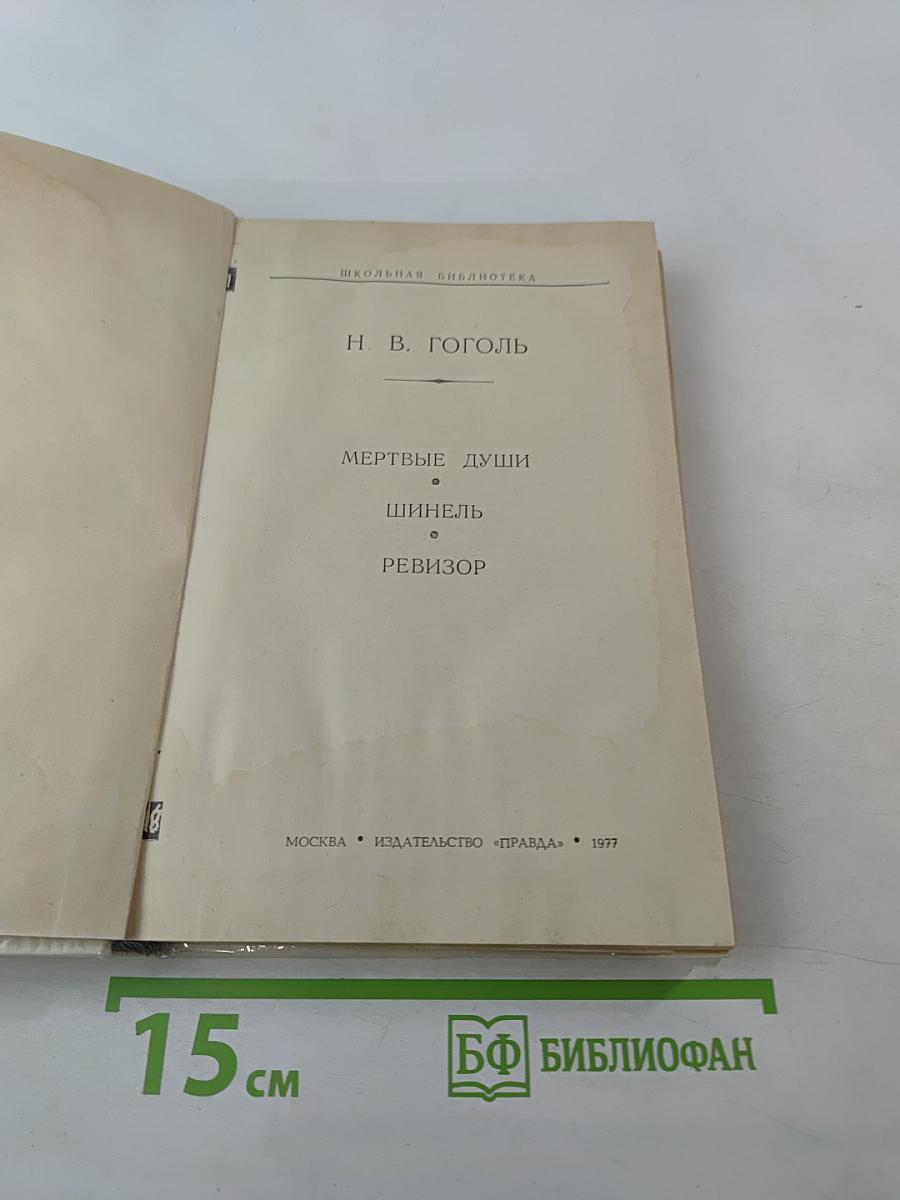 ШКОЛЬНАЯ БИБЛИОТЕКА
Н. В. ГОГОЛЬ
МЕРТВЫЕ ДУШИ
ШИНЕЛЬ
РЕВИЗОР
МОСКВА • ИЗДАТЕЛЬСТВО «ПРАВДА» • 1977
15 см
БФ БИБЛИОФАН